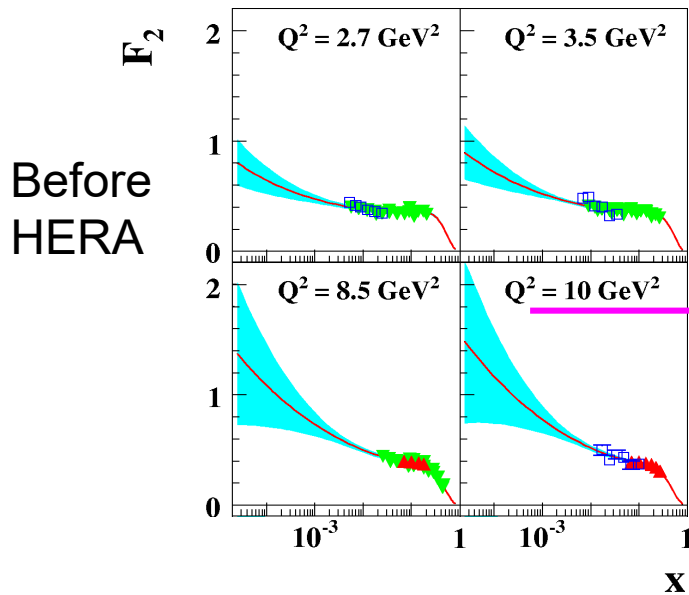 F2
Before
HERA
Q² = 2.7 GeV²
Q² = 3.5 GeV²
2
1
0
Q² = 8.5 GeV²
Q² = 10 GeV²
2
1
0
10⁻³
1
10⁻³
1
x